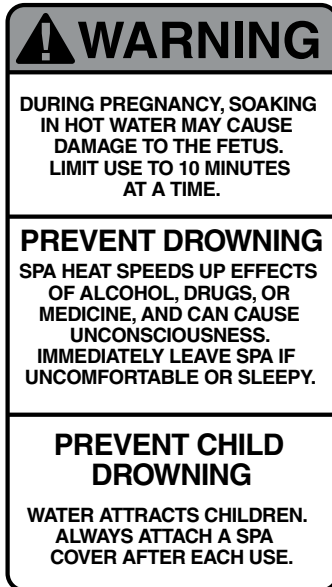 WARNING
DURING PREGNANCY, SOAKING
IN HOT WATER MAY CAUSE
DAMAGE TO THE FETUS.
LIMIT USE TO 10 MINUTES
AT A TIME.
PREVENT DROWNING
SPA HEAT SPEEDS UP EFFECTS
OF ALCOHOL, DRUGS, OR
MEDICINE, AND CAN CAUSE
UNCONSCIOUSNESS.
IMMEDIATELY LEAVE SPA IF
UNCOMFORTABLE OR SLEEPY.
PREVENT CHILD
DROWNING
WATER ATTRACTS CHILDREN.
ALWAYS ATTACH A SPA
COVER AFTER EACH USE.